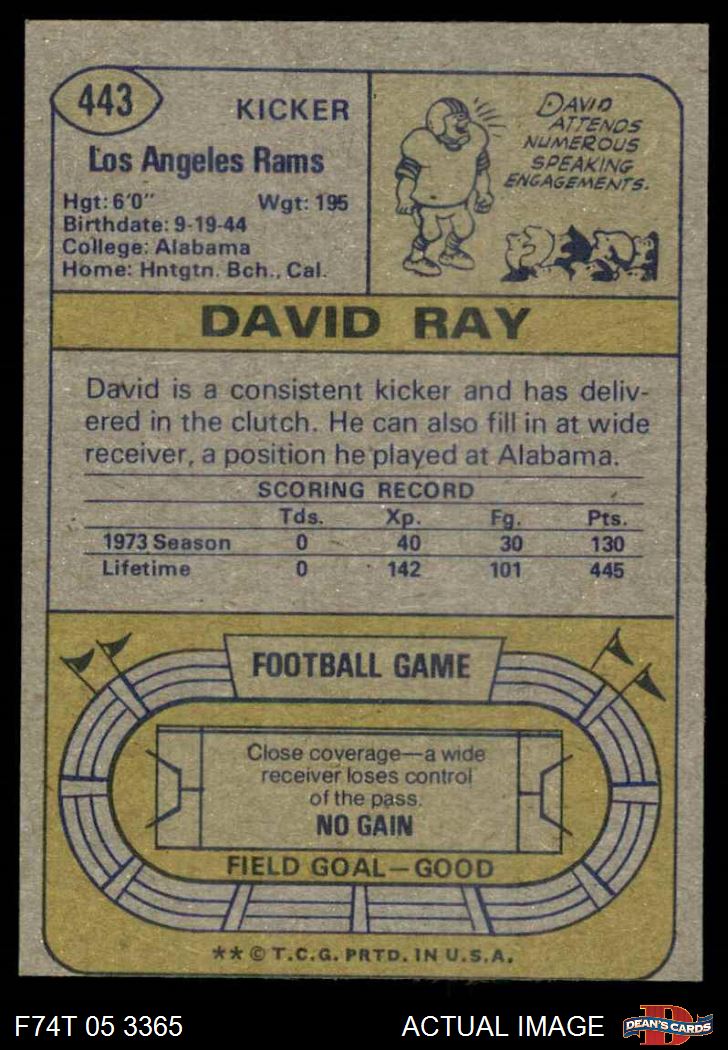 443
KICKER
Los Angeles Rams
Hgt: 6'0" Wgt: 195
Birthdate: 9-19-44
College: Alabama
Home: Hntgtn. Bch., Cal.
DAVID
ATTENDS
NUMEROUS
SPEAKING
ENGAGEMENTS.
DAVID RAY
David is a consistent kicker and has deliv-
ered in the clutch. He can also fill in at wide
receiver, a position he played at Alabama.
SCORING RECORD
Tds. Xp. Fg. Pts.
1973 Season 0 40 30 130
Lifetime 0 142 101 445
FOOTBALL GAME
Close coverage—a wide
receiver loses control
of the pass.
NO GAIN
FIELD GOAL—GOOD
** © T.C.G. PRTD. IN U.S.A.
F74T 05 3365 ACTUAL IMAGE
D
DEAN'S CARDS